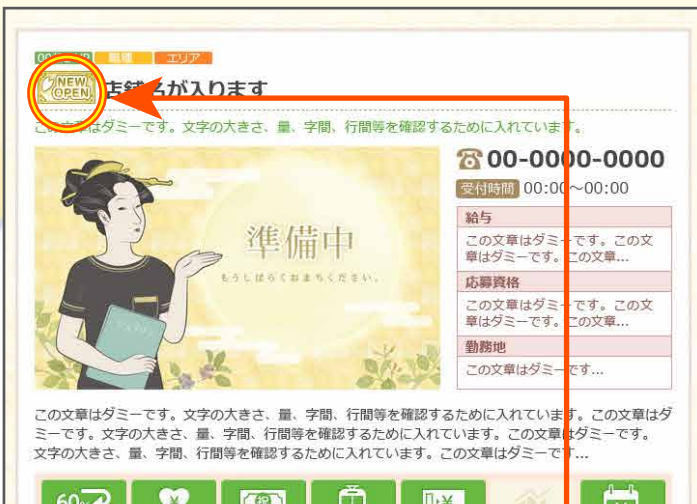 職種
エリア
NEW OPEN
店舗名が入ります
この文章はダミーです。文字の大きさ、量、字間、行間等を確認するために入れています。
00-0000-0000
受付時間 00:00～00:00
準備中
もうしばらくおまちください。
給与
この文章はダミーです。この文
章はダミーです。この文章...
応募資格
この文章はダミーです。この文
章はダミーです。この文章...
勤務地
この文章はダミーです...
この文章はダミーです。文字の大きさ、量、字間、行間等を確認するために入れています。この文章はダ
ミーです。文字の大きさ、量、字間、行間等を確認するために入れています。この文章はダミーです。
文字の大きさ、量、字間、行間等を確認するために入れています。この文章はダミーです...